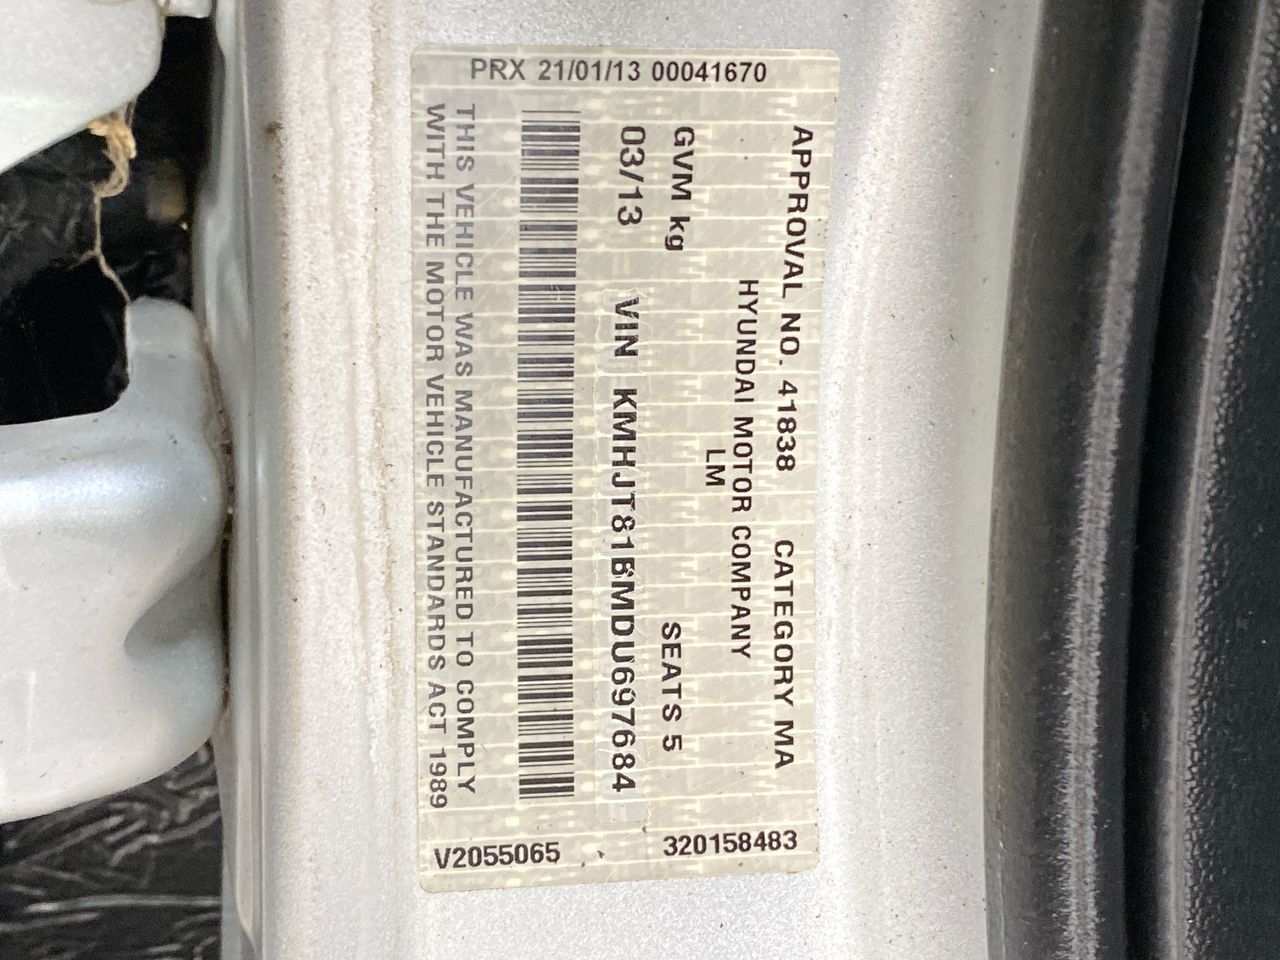 PRX 21/01/13 00041670
APPROVAL NO. 41838 CATEGORY MA
HYUNDAI MOTOR COMPANY
LM
GVM kg SEATS 5
03/13 VIN KMHJT81BMDU697684
THIS VEHICLE WAS MANUFACTURED TO COMPLY
WITH THE MOTOR VEHICLE STANDARDS ACT 1989
V2055065 320158483